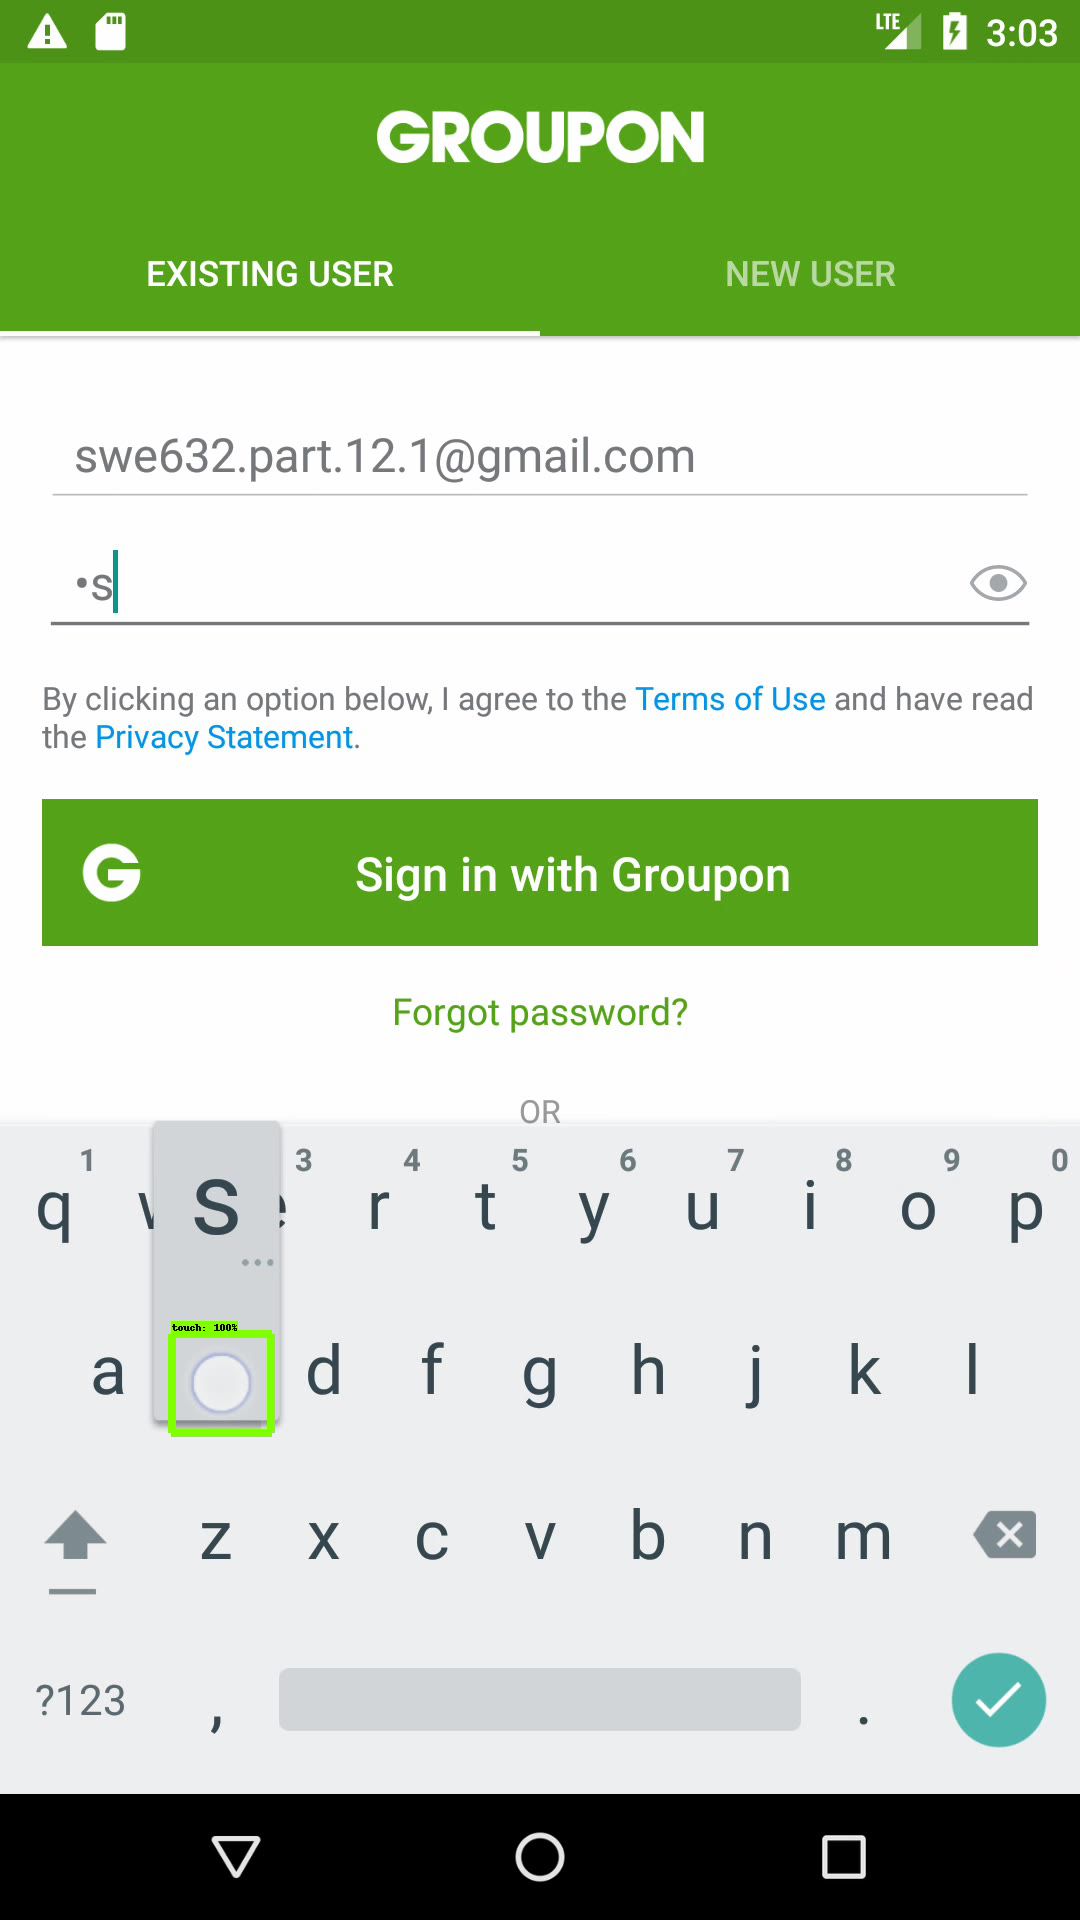 LTE 3:03
GROUPON
EXISTING USER NEW USER
swe632.part.12.1@gmail.com
•s
By clicking an option below, I agree to the Terms of Use and have read
the Privacy Statement.
G Sign in with Groupon
Forgot password?
OR
1 3 4 5 6 7 8 9 0
q s r t y u i o p
...
touch: 100%
a d f g h j k l
z x c v b n m
?123 , .